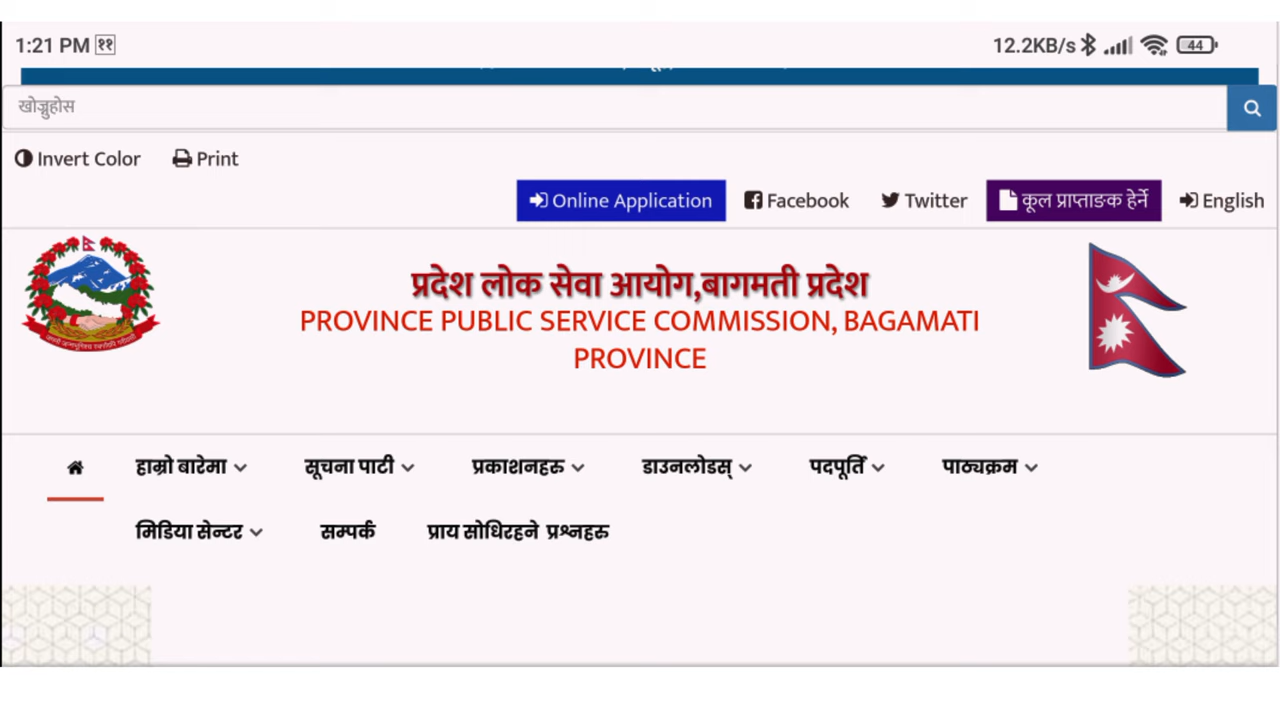 1:21 PM ११
12.2KB/s 44
खोज्नुहोस
Invert Color Print
Online Application Facebook Twitter कूल प्राप्ताङक हेर्ने English
प्रदेश लोक सेवा आयोग,बागमती प्रदेश
PROVINCE PUBLIC SERVICE COMMISSION, BAGAMATI
PROVINCE
हाम्रो बारेमा सूचना पाटी प्रकाशनहरु डाउनलोडस् पदपूर्ति पाठ्यक्रम
मिडिया सेन्टर सम्पर्क प्राय सोधिरहने प्रश्नहरु